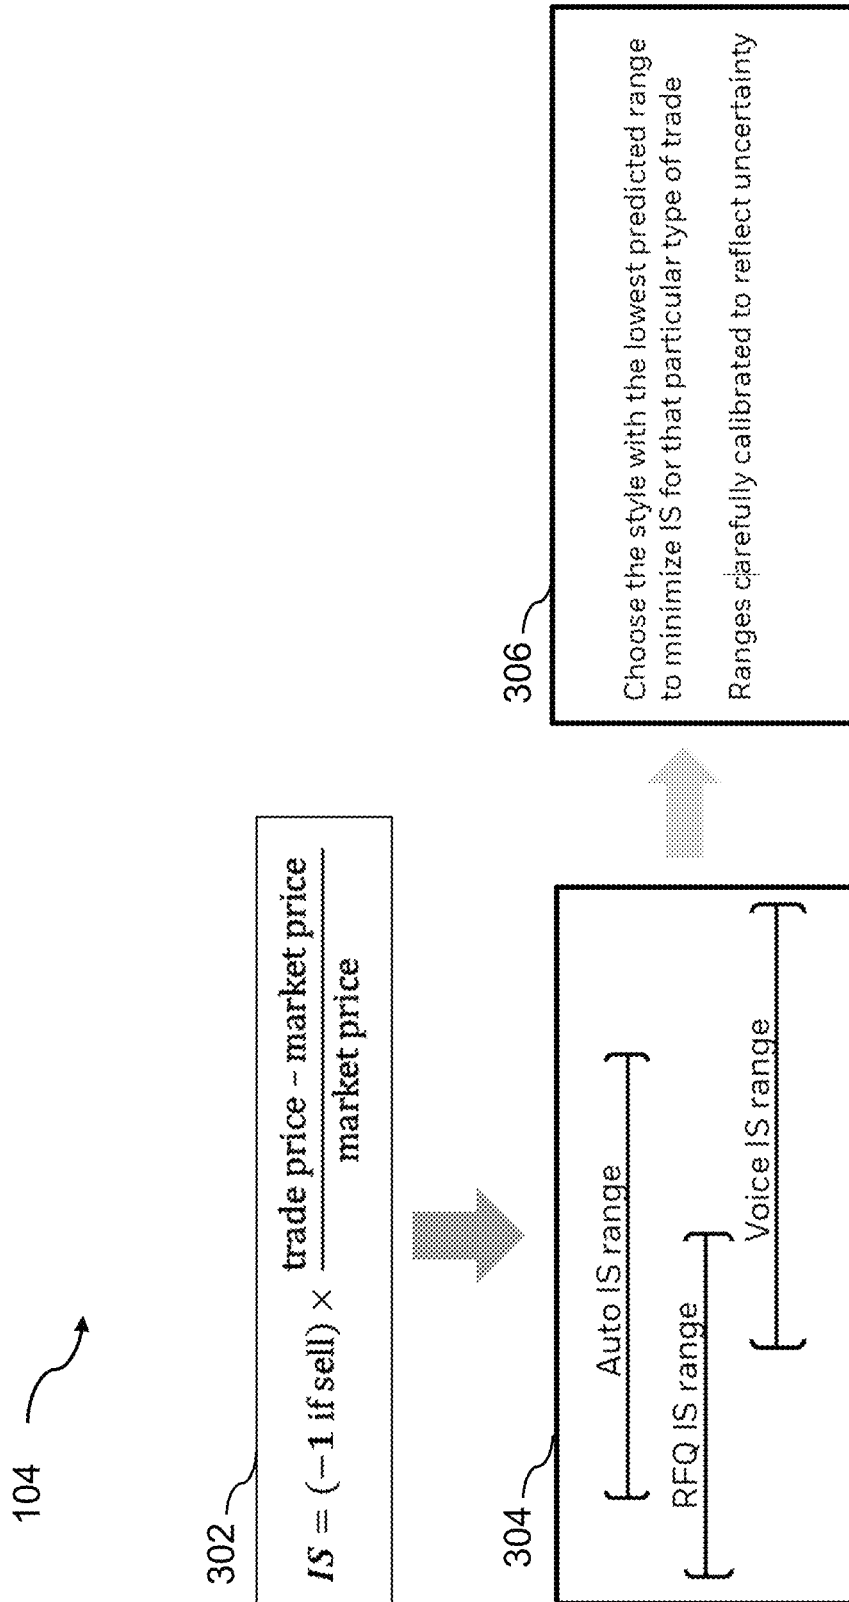 104
302
IS = (−1 if sell) × trade price – market price
market price
304
Auto IS range
RFQ IS range
Voice IS range
306
Choose the style with the lowest predicted range
to minimize IS for that particular type of trade
Ranges carefully calibrated to reflect uncertainty